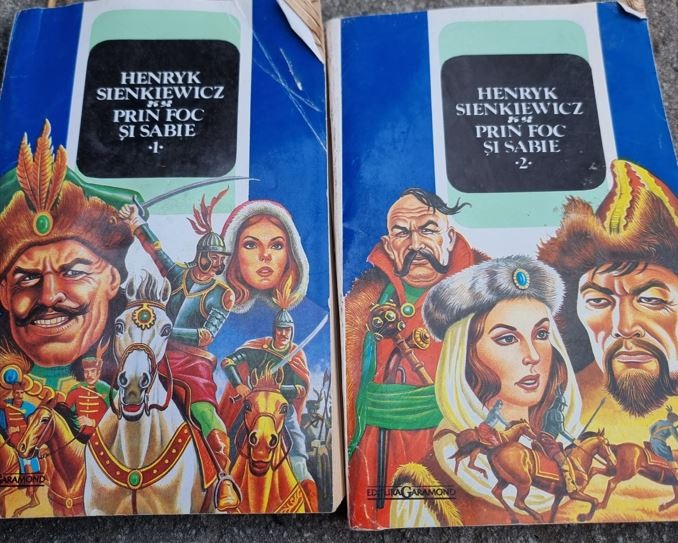 HENRYK
SIENKIEWICZ
PRIN FOC
ȘI SABIE
·1·
GARAMOND
HENRYK
SIENKIEWICZ
PRIN FOC
ȘI SABIE
·2·
EDITURA GARAMOND